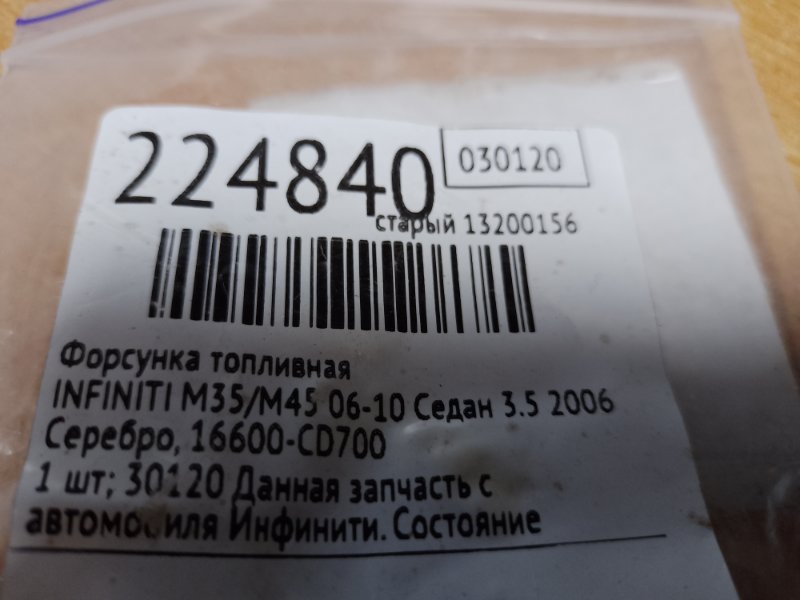 224840
030120
старый 13200156
Форсунка топливная
INFINITI M35/M45 06-10 Седан 3.5 2006
Серебро, 16600-CD700
1 шт; 30120 Данная запчасть с
автомобиля Инфинити. Состояние